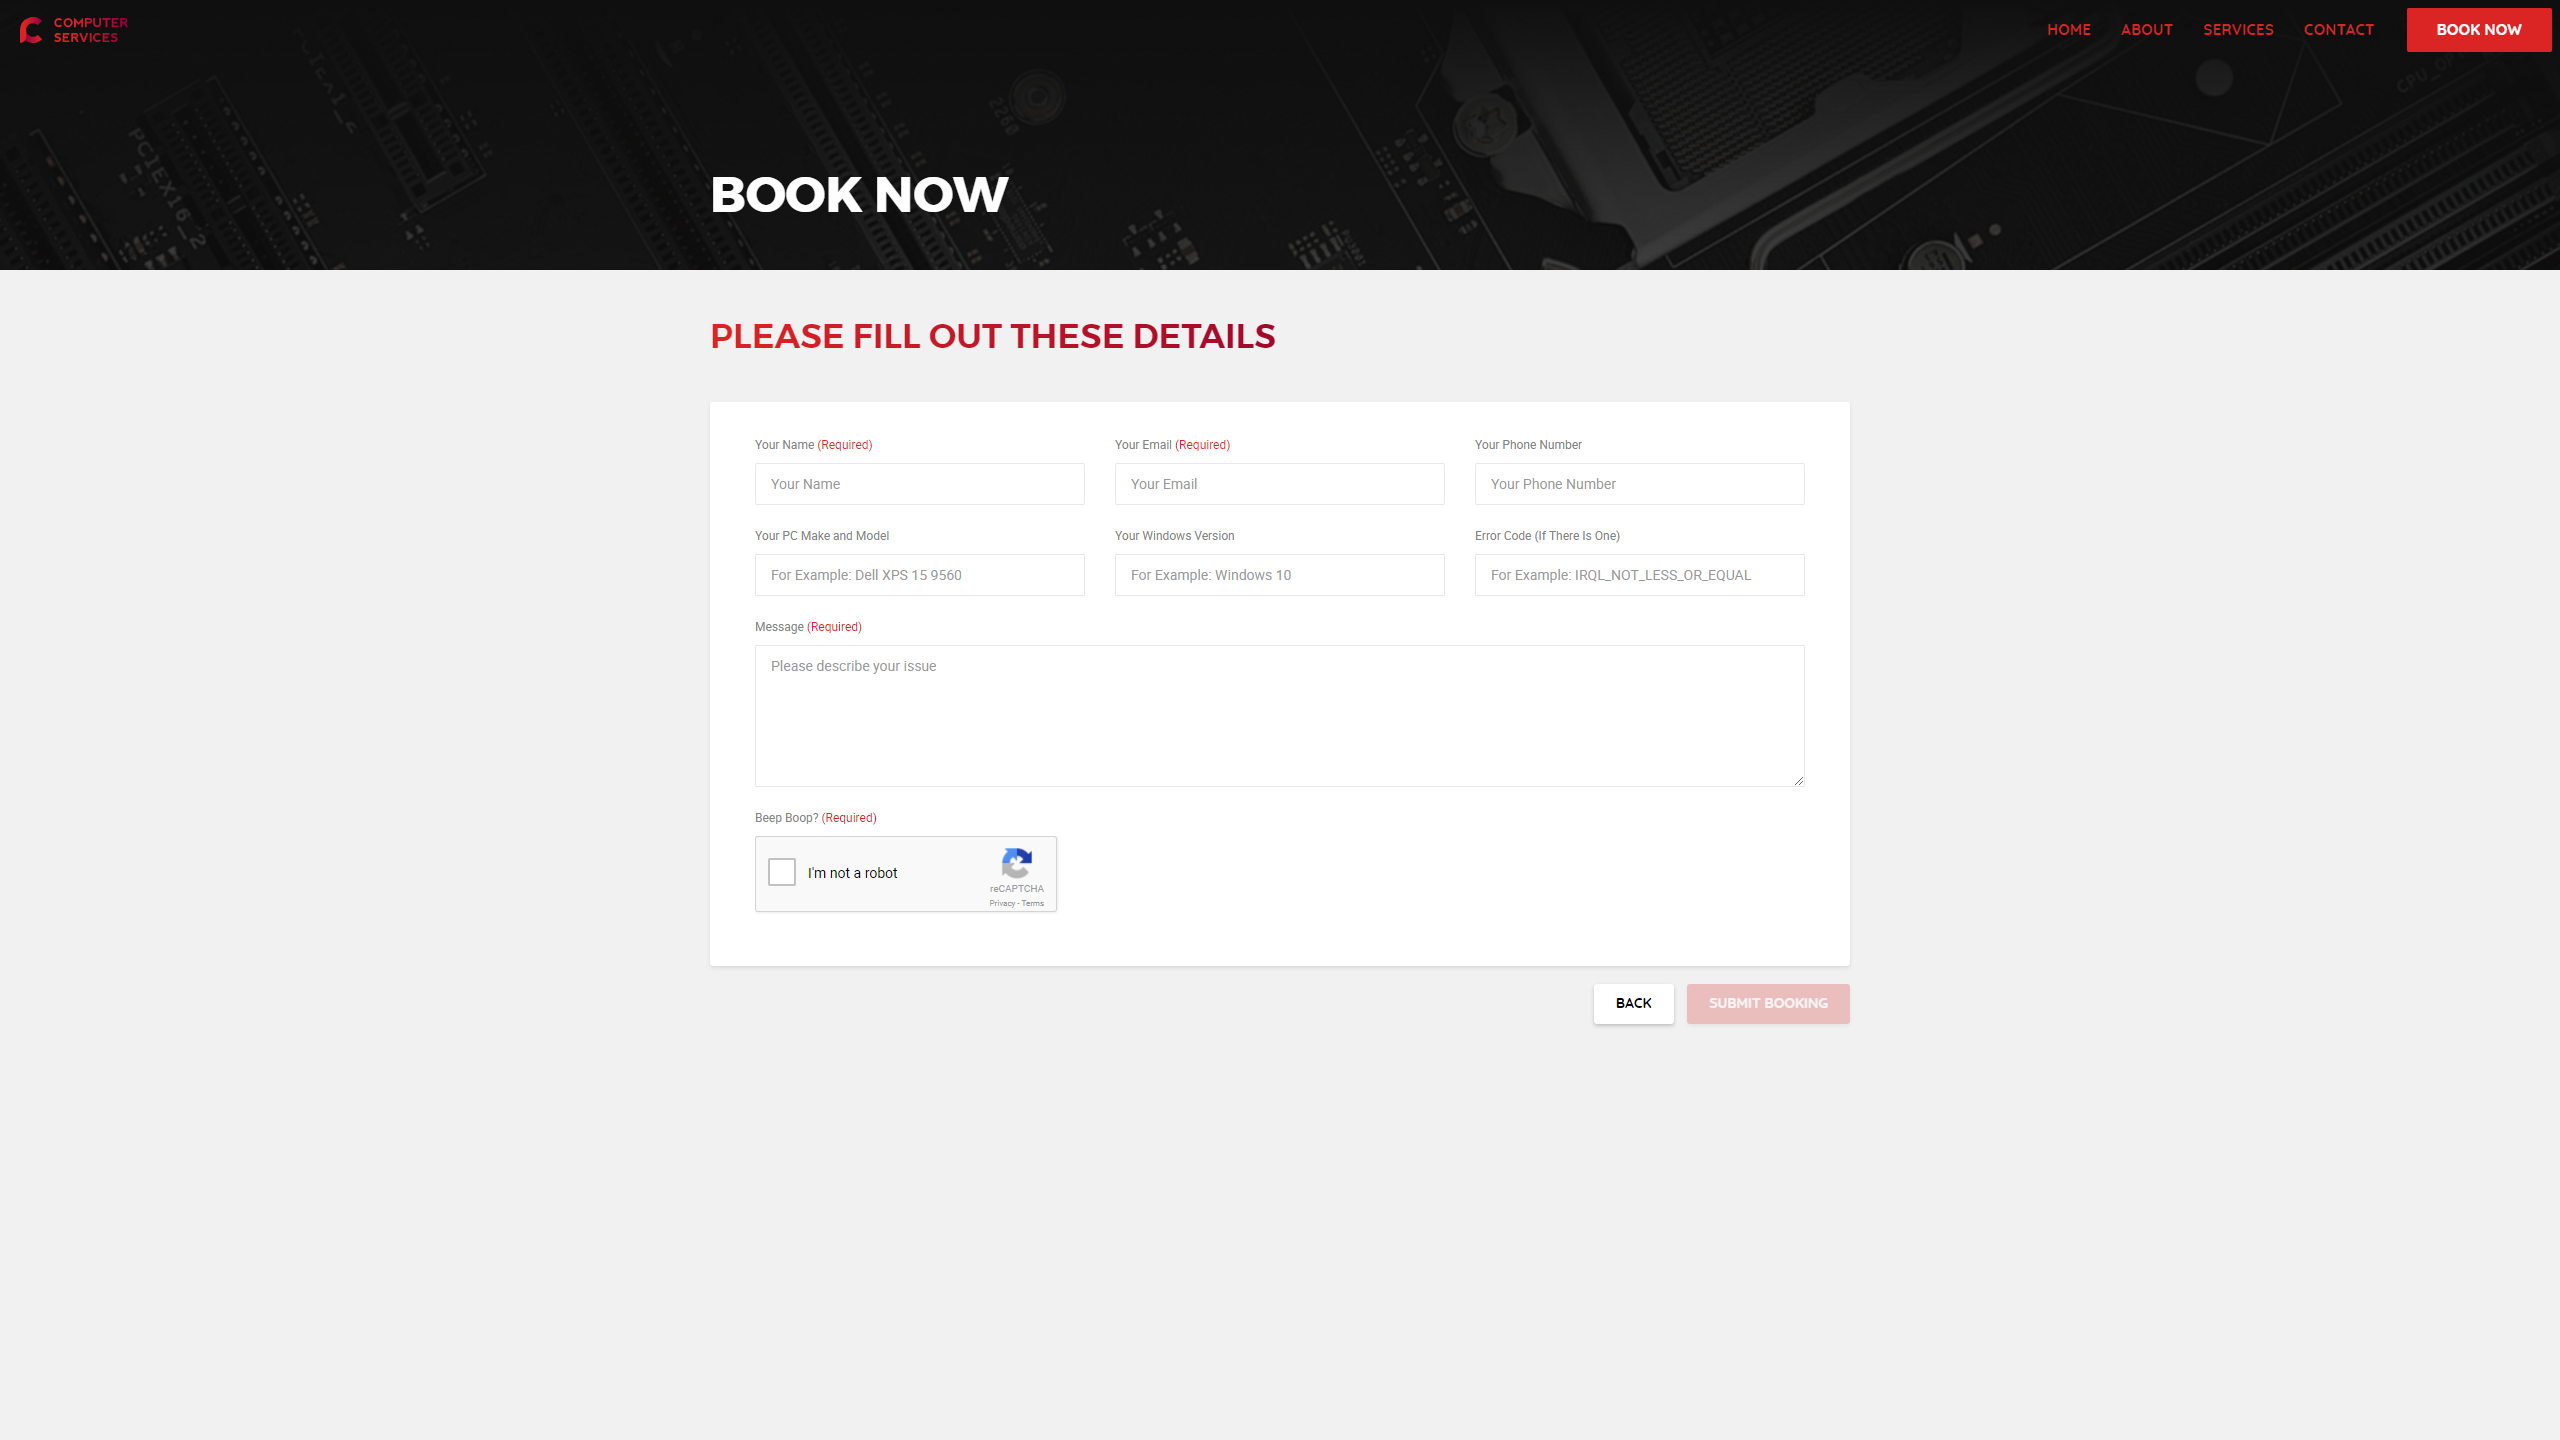 COMPUTER
SERVICES
HOME ABOUT SERVICES CONTACT BOOK NOW
PCIEX16_2
2260
CPU_OPT
BOOK NOW
PLEASE FILL OUT THESE DETAILS
Your Name (Required) Your Email (Required) Your Phone Number
Your Name Your Email Your Phone Number
Your PC Make and Model Your Windows Version Error Code (If There Is One)
For Example: Dell XPS 15 9560 For Example: Windows 10 For Example: IRQL_NOT_LESS_OR_EQUAL
Message (Required)
Please describe your issue
Beep Boop? (Required)
I'm not a robot
reCAPTCHA
Privacy - Terms
BACK SUBMIT BOOKING